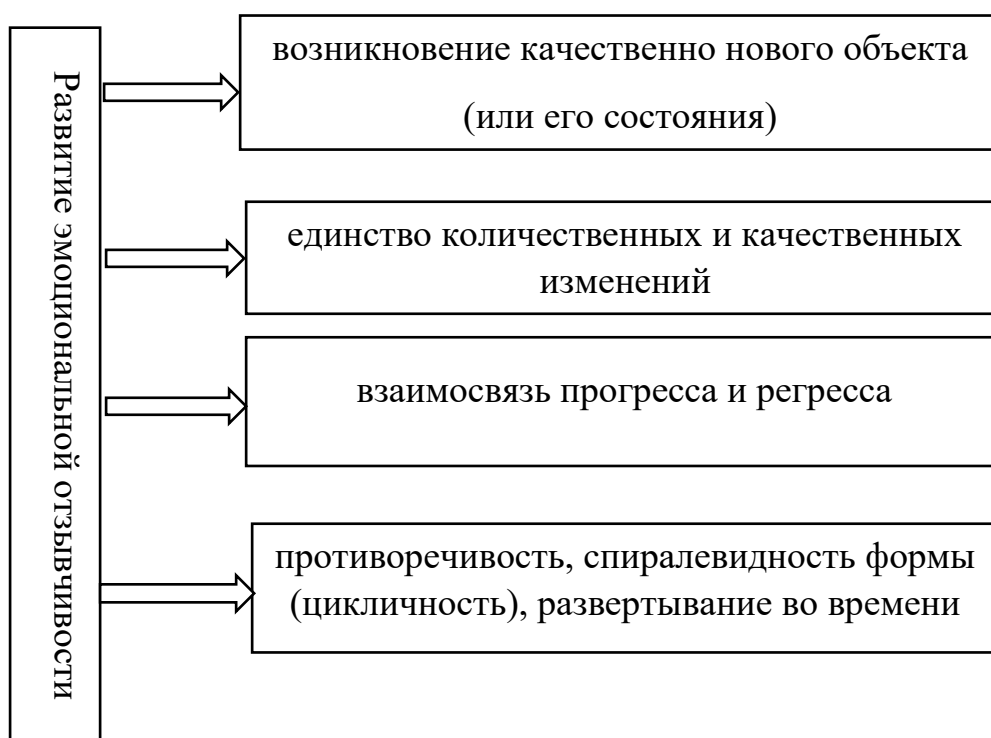 Развитие эмоциональной отзывчивости
возникновение качественно нового объекта
(или его состояния)
единство количественных и качественных
изменений
взаимосвязь прогресса и регресса
противоречивость, спиралевидность формы
(цикличность), развертывание во времени